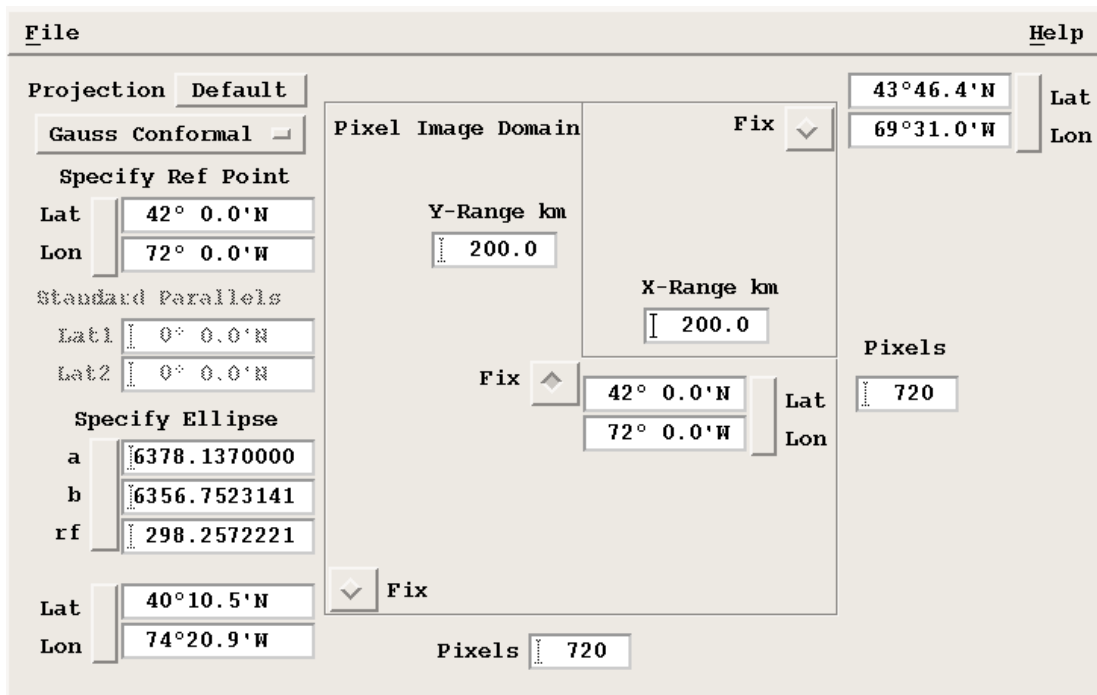 File Help
Projection Default
Gauss Conformal
Specify Ref Point
Lat 42° 0.0'N
Lon 72° 0.0'W
Standard Parallels
Lat1 0° 0.0'N
Lat2 0° 0.0'N
Specify Ellipse
a 6378.1370000
b 6356.7523141
rf 298.2572221
Lat 40°10.5'N
Lon 74°20.9'W
Pixel Image Domain
Fix
43°46.4'N Lat
69°31.0'W Lon
Y-Range km
200.0
X-Range km
200.0
Fix
42° 0.0'N Lat
72° 0.0'W Lon
Pixels
720
Fix
Pixels 720